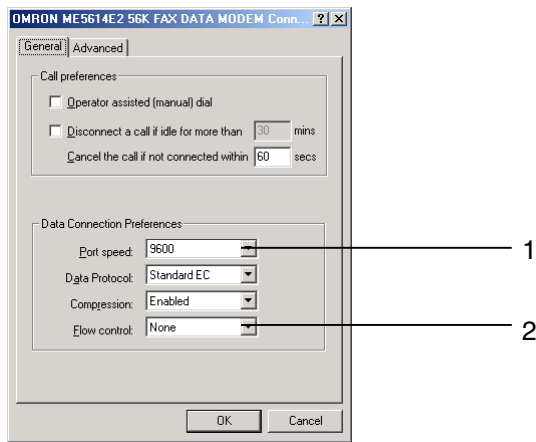 OMRON ME5614E2 56K FAX DATA MODEM Conn...
General Advanced
Call preferences
Operator assisted (manual) dial
Disconnect a call if idle for more than 30 mins
Cancel the call if not connected within 60 secs
Data Connection Preferences
Port speed: 9600 1
Data Protocol: Standard EC
Compression: Enabled
Flow control: None 2
OK Cancel